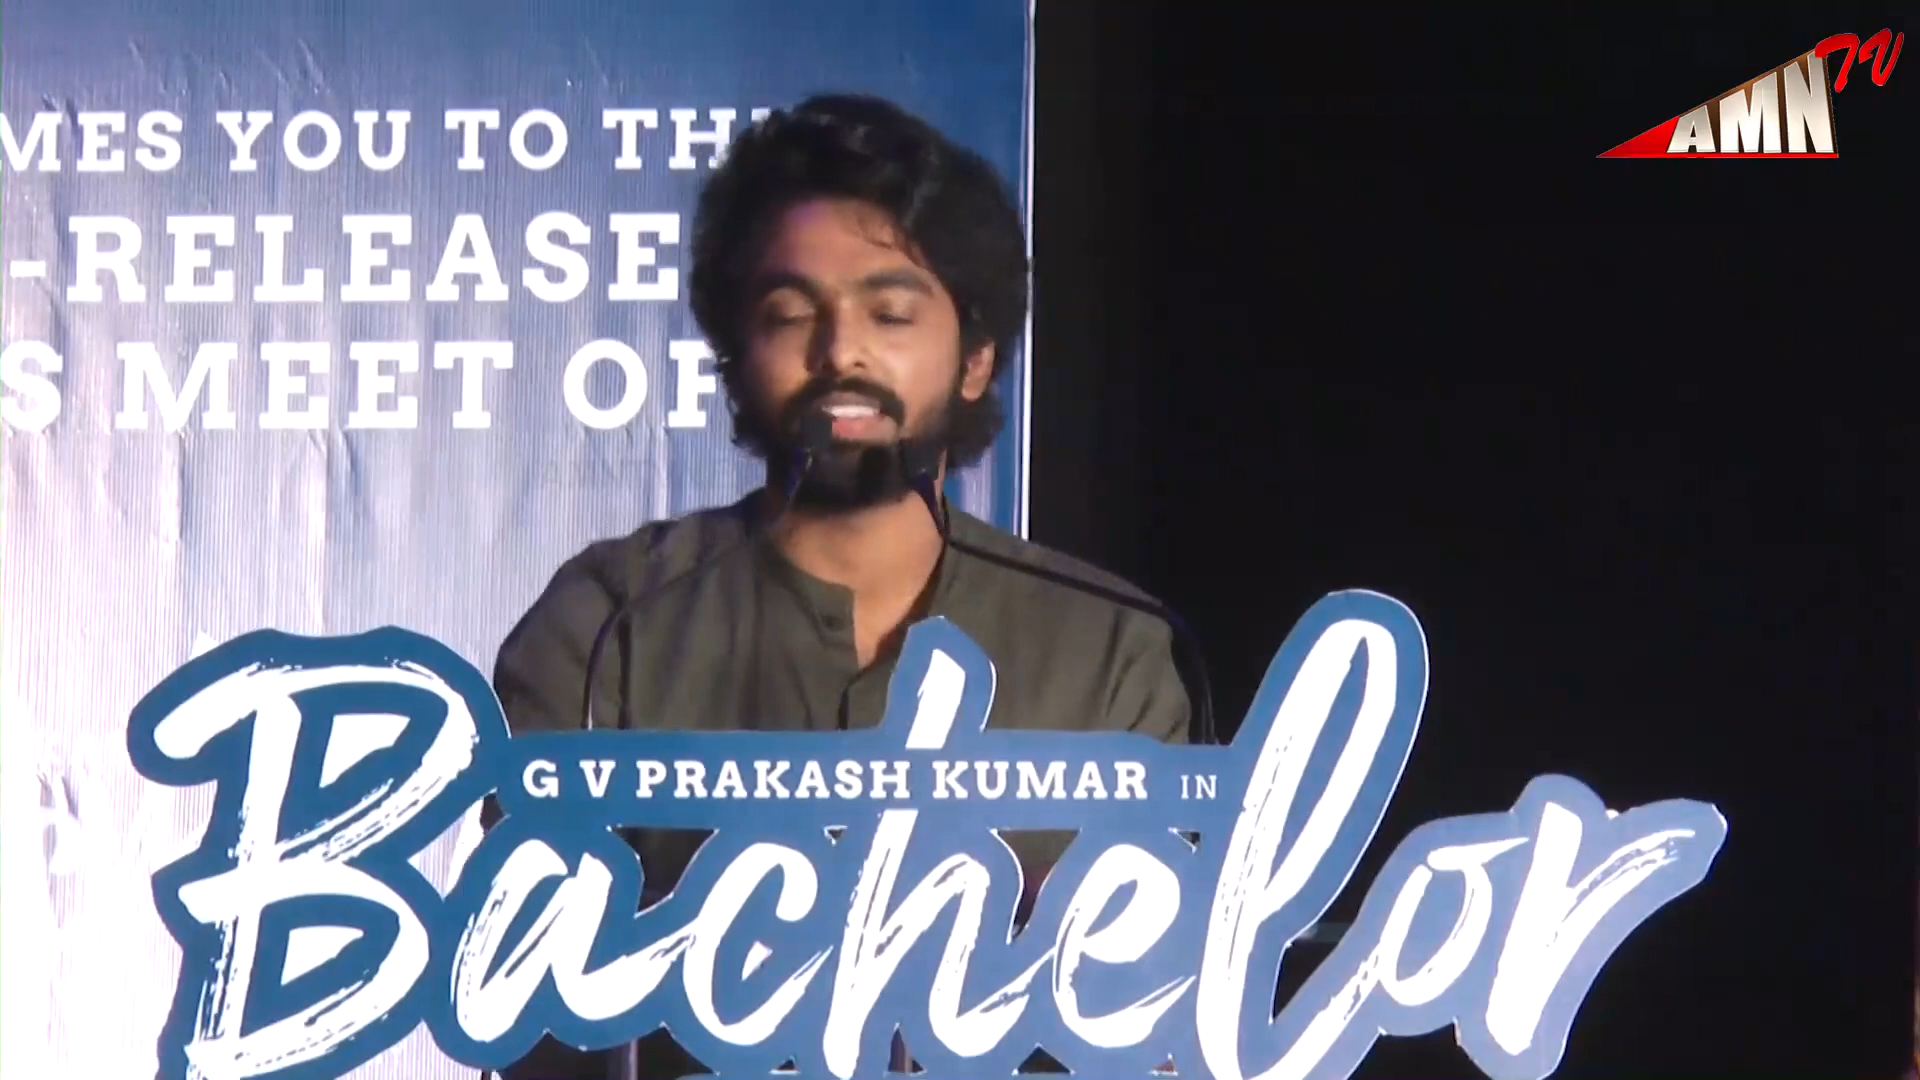 AMN TV
MES YOU TO TH
-RELEASE
S MEET OF
G V PRAKASH KUMAR IN
Bachelor